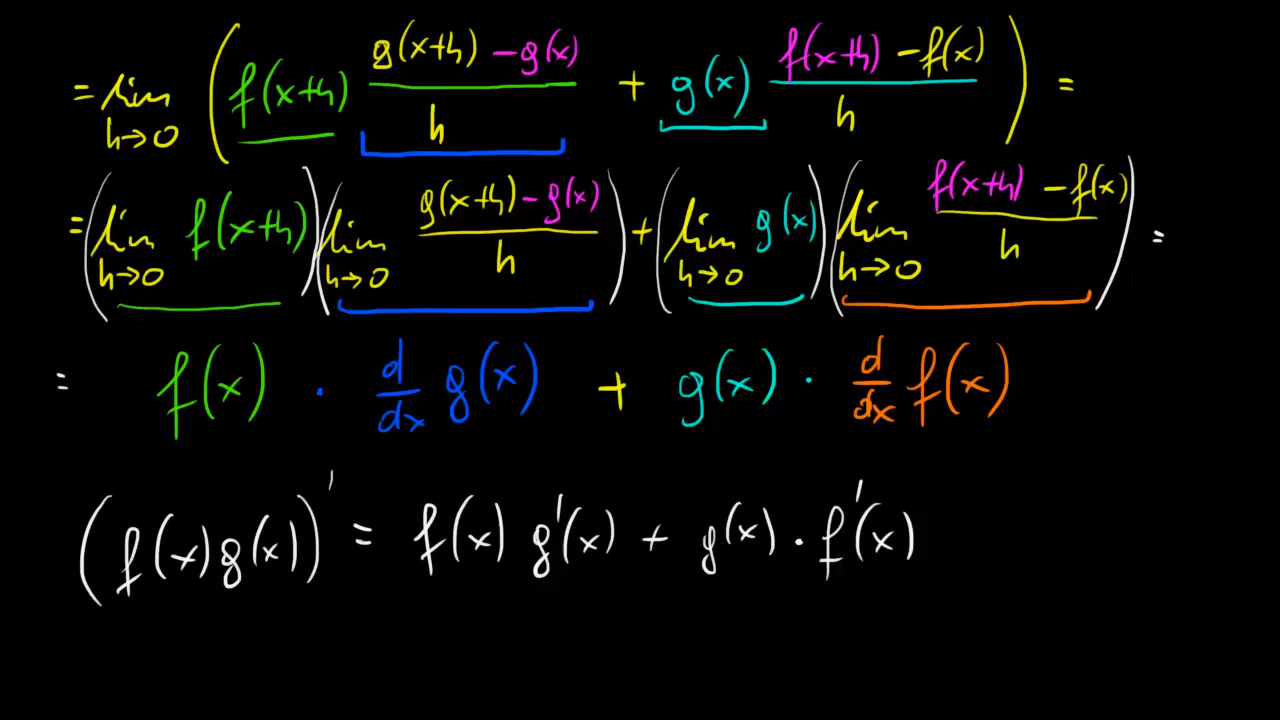 = lim h→0 ( f(x+h) (g(x+h) - g(x))/h + g(x) (f(x+h) - f(x))/h ) =
= (lim h→0 f(x+h)) (lim h→0 (g(x+h) - g(x))/h) + (lim h→0 g(x)) (lim h→0 (f(x+h) - f(x))/h) =
= f(x) · d/dx g(x) + g(x) · d/dx f(x)
(f(x)g(x))' = f(x) g'(x) + g(x) · f'(x)